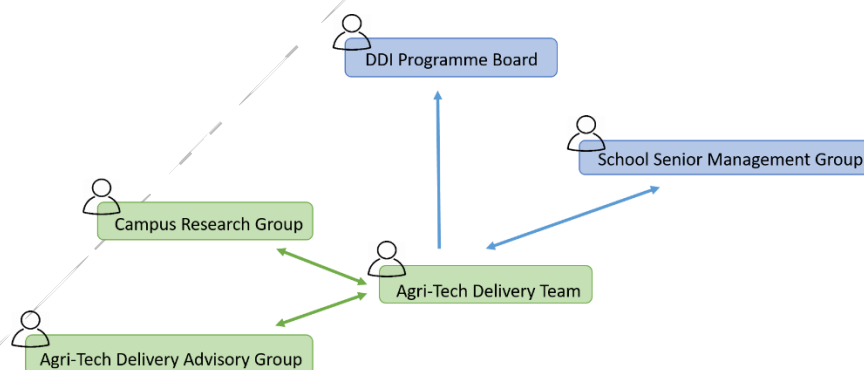 DDI Programme Board
School Senior Management Group
Campus Research Group
Agri-Tech Delivery Team
Agri-Tech Delivery Advisory Group